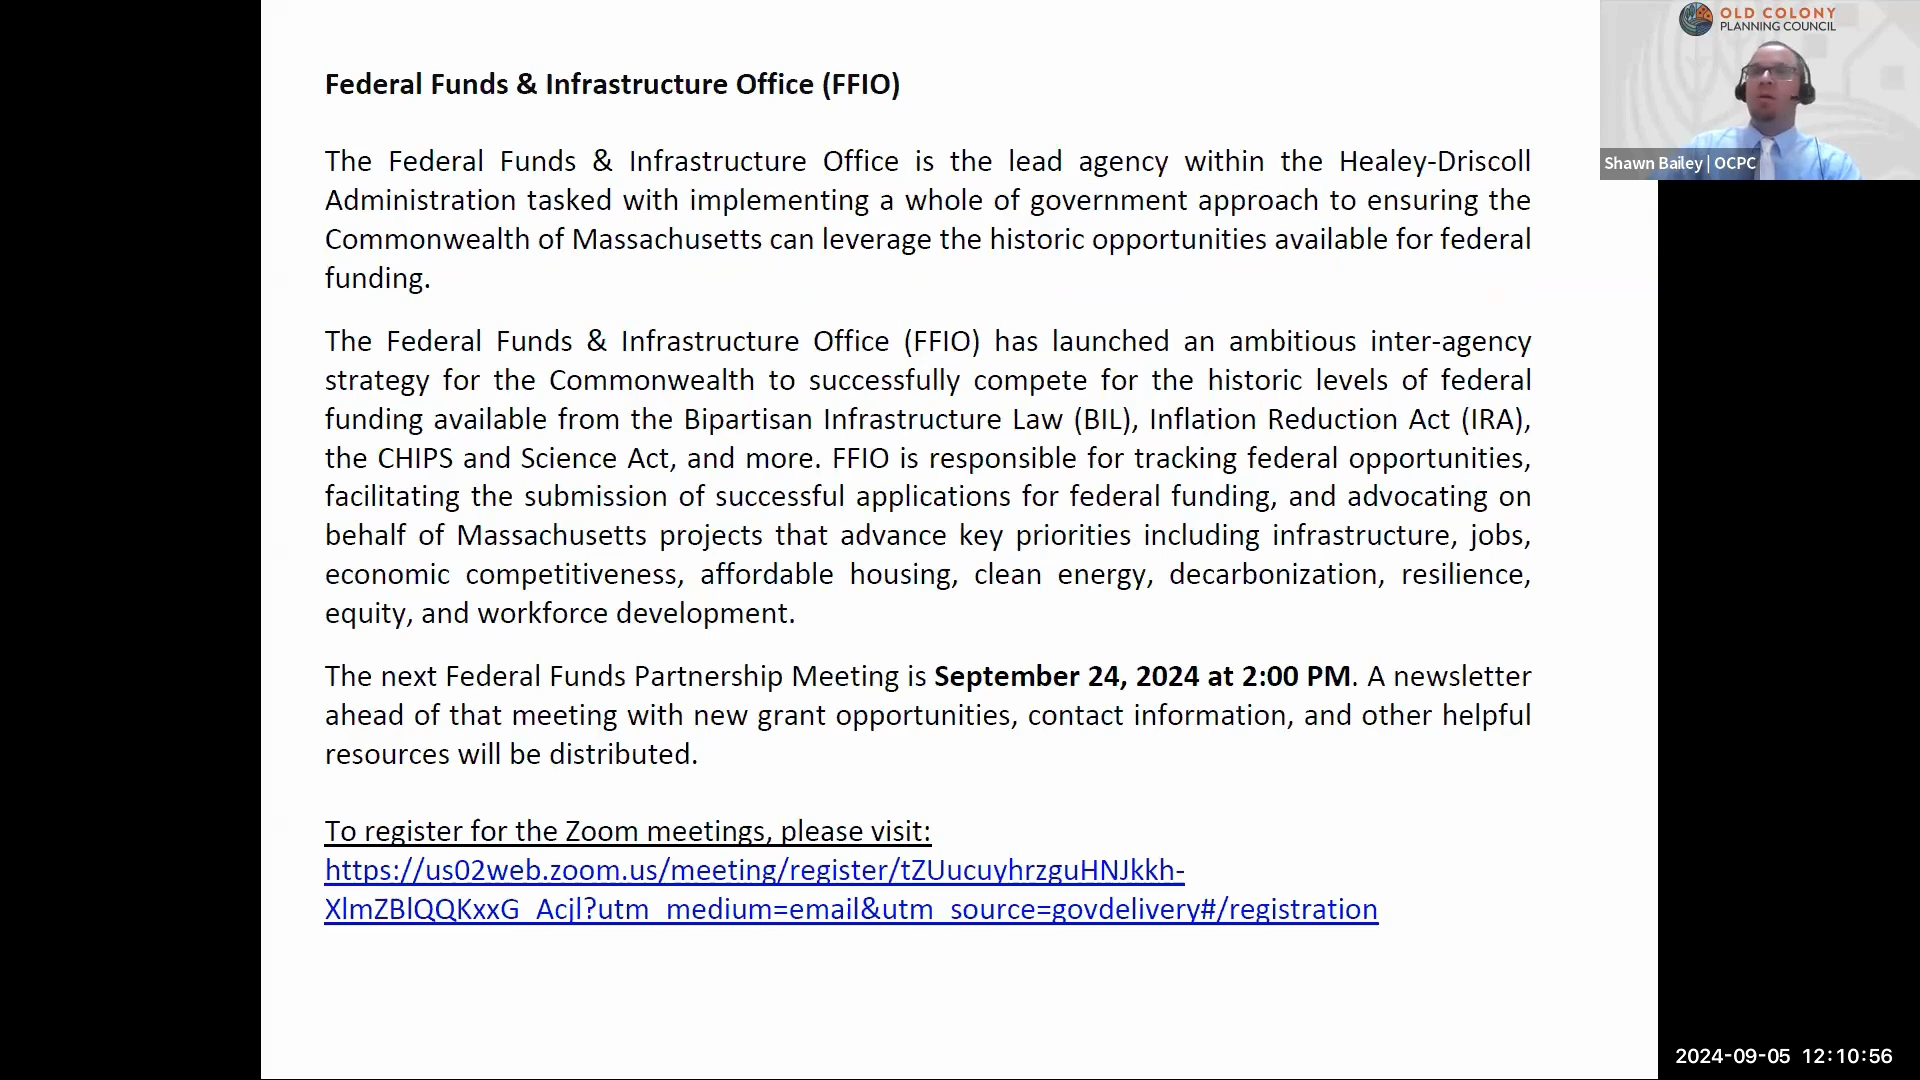 OLD COLONY
PLANNING COUNCIL
Shawn Bailey | OCPC
Federal Funds & Infrastructure Office (FFIO)
The Federal Funds & Infrastructure Office is the lead agency within the Healey-Driscoll
Administration tasked with implementing a whole of government approach to ensuring the
Commonwealth of Massachusetts can leverage the historic opportunities available for federal
funding.
The Federal Funds & Infrastructure Office (FFIO) has launched an ambitious inter-agency
strategy for the Commonwealth to successfully compete for the historic levels of federal
funding available from the Bipartisan Infrastructure Law (BIL), Inflation Reduction Act (IRA),
the CHIPS and Science Act, and more. FFIO is responsible for tracking federal opportunities,
facilitating the submission of successful applications for federal funding, and advocating on
behalf of Massachusetts projects that advance key priorities including infrastructure, jobs,
economic competitiveness, affordable housing, clean energy, decarbonization, resilience,
equity, and workforce development.
The next Federal Funds Partnership Meeting is September 24, 2024 at 2:00 PM. A newsletter
ahead of that meeting with new grant opportunities, contact information, and other helpful
resources will be distributed.
To register for the Zoom meetings, please visit:
https://us02web.zoom.us/meeting/register/tZUucuyhrzguHNJkkh-
XlmZBlQQKxxG_Acjl?utm_medium=email&utm_source=govdelivery#/registration
2024-09-05 12:10:56